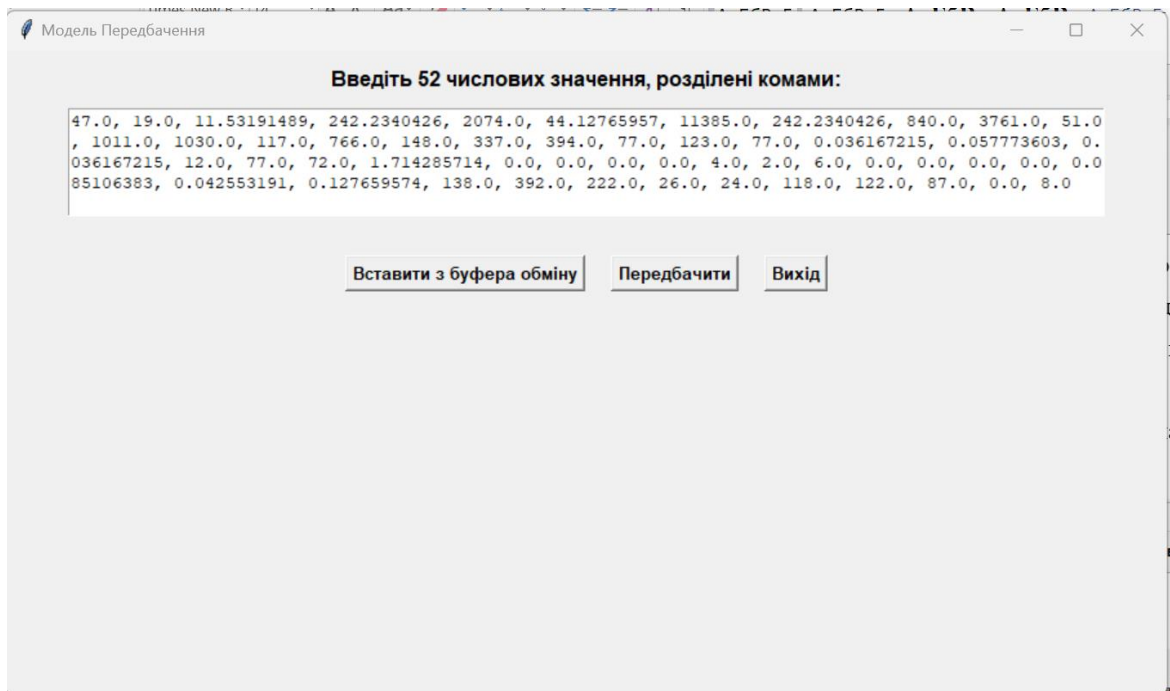 Модель Передбачення
Введіть 52 числових значення, розділені комами:
47.0, 19.0, 11.53191489, 242.2340426, 2074.0, 44.12765957, 11385.0, 242.2340426, 840.0, 3761.0, 51.0
, 1011.0, 1030.0, 117.0, 766.0, 148.0, 337.0, 394.0, 77.0, 123.0, 77.0, 0.036167215, 0.057773603, 0.
036167215, 12.0, 77.0, 72.0, 1.714285714, 0.0, 0.0, 0.0, 0.0, 4.0, 2.0, 6.0, 0.0, 0.0, 0.0, 0.0, 0.0
85106383, 0.042553191, 0.127659574, 138.0, 392.0, 222.0, 26.0, 24.0, 118.0, 122.0, 87.0, 0.0, 8.0
Вставити з буфера обміну Передбачити Вихід